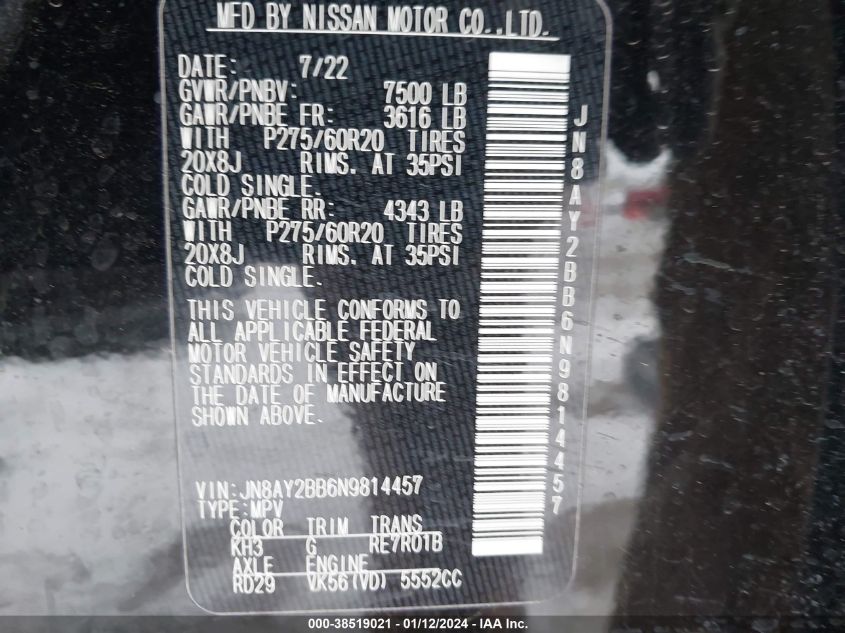 MFD BY NISSAN MOTOR CO.,LTD.
DATE: 7/22
GVWR/PNBV: 7500 LB
GAWR/PNBE FR: 3616 LB
WITH P275/60R20 TIRES
20X8J RIMS. AT 35PSI
COLD SINGLE.
GAWR/PNBE RR: 4343 LB
WITH P275/60R20 TIRES
20X8J RIMS. AT 35PSI
COLD SINGLE.
THIS VEHICLE CONFORMS TO
ALL APPLICABLE FEDERAL
MOTOR VEHICLE SAFETY
STANDARDS IN EFFECT ON
THE DATE OF MANUFACTURE
SHOWN ABOVE.
VIN:JN8AY2BB6N9814457
TYPE:MPV
COLOR TRIM TRANS
KH3 G RE7R01B
AXLE ENGINE
RD29 VK56(VD) 5552CC
JN8AY2BB6N9814457
000-38519021 - 01/12/2024 - IAA Inc.